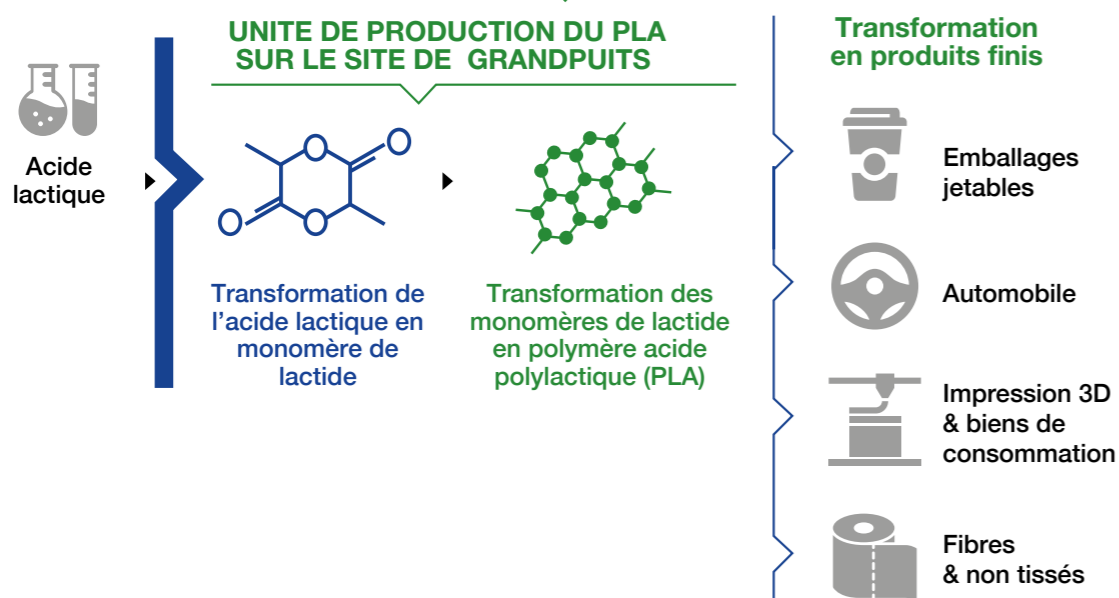 UNITE DE PRODUCTION DU PLA
SUR LE SITE DE GRANDPUITS
Acide
lactique
O
O
O
O
Transformation de
l'acide lactique en
monomère de
lactide
Transformation des
monomères de lactide
en polymère acide
polylactique (PLA)
Transformation
en produits finis
Emballages
jetables
Automobile
Impression 3D
& biens de
consommation
Fibres
& non tissés